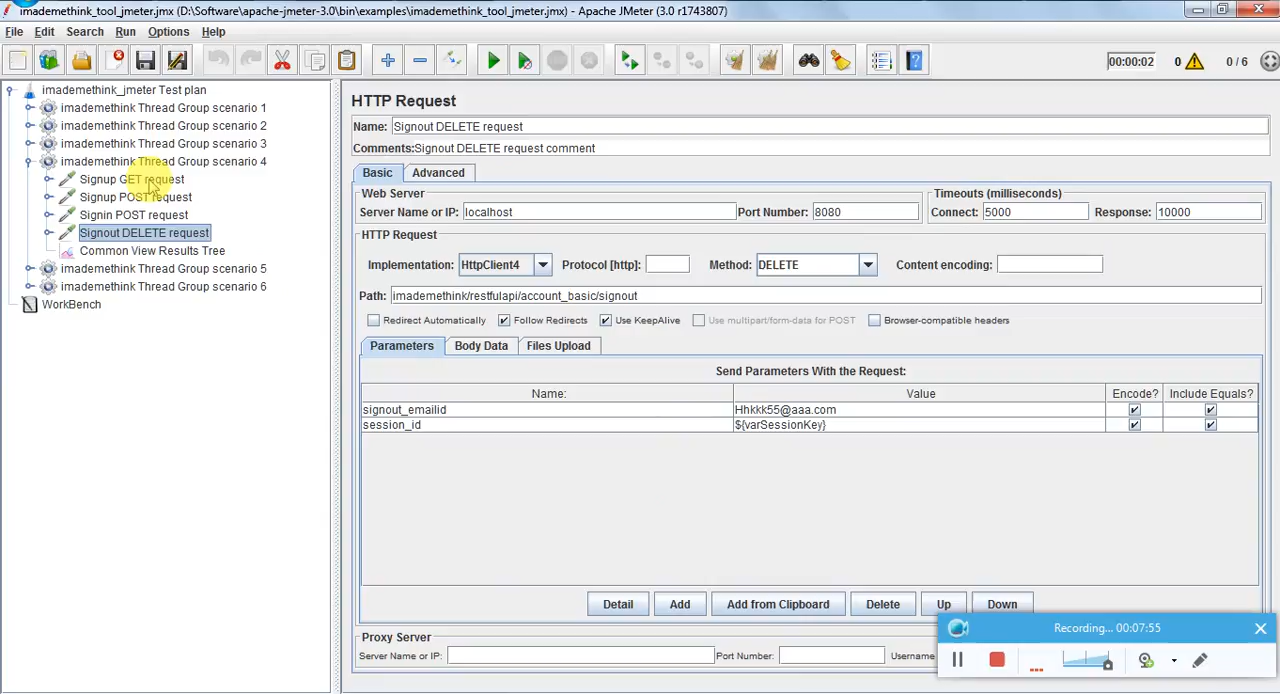 imademethink_tool_jmeter.jmx (D:\Software\apache-jmeter-3.0\bin\examples\imademethink_tool_jmeter.jmx) - Apache JMeter (3.0 r1743807)
File Edit Search Run Options Help
00:00:02 0 0 / 6
imademethink_jmeter Test plan
imademethink Thread Group scenario 1
imademethink Thread Group scenario 2
imademethink Thread Group scenario 3
imademethink Thread Group scenario 4
Signup GET request
Signup POST request
Signin POST request
Signout DELETE request
Common View Results Tree
imademethink Thread Group scenario 5
imademethink Thread Group scenario 6
WorkBench
HTTP Request
Name: Signout DELETE request
Comments: Signout DELETE request comment
Basic Advanced
Web Server Timeouts (milliseconds)
Server Name or IP: localhost Port Number: 8080 Connect: 5000 Response: 10000
HTTP Request
Implementation: HttpClient4 Protocol [http]: Method: DELETE Content encoding:
Path: imademethink/restfulapi/account_basic/signout
Redirect Automatically Follow Redirects Use KeepAlive Use multipart/form-data for POST Browser-compatible headers
Parameters Body Data Files Upload
Send Parameters With the Request:
Name: Value Encode? Include Equals?
signout_emailid Hhkkk55@aaa.com
session_id ${varSessionKey}
Detail Add Add from Clipboard Delete Up Down
Proxy Server
Server Name or IP: Port Number: Username
Recording... 00:07:55